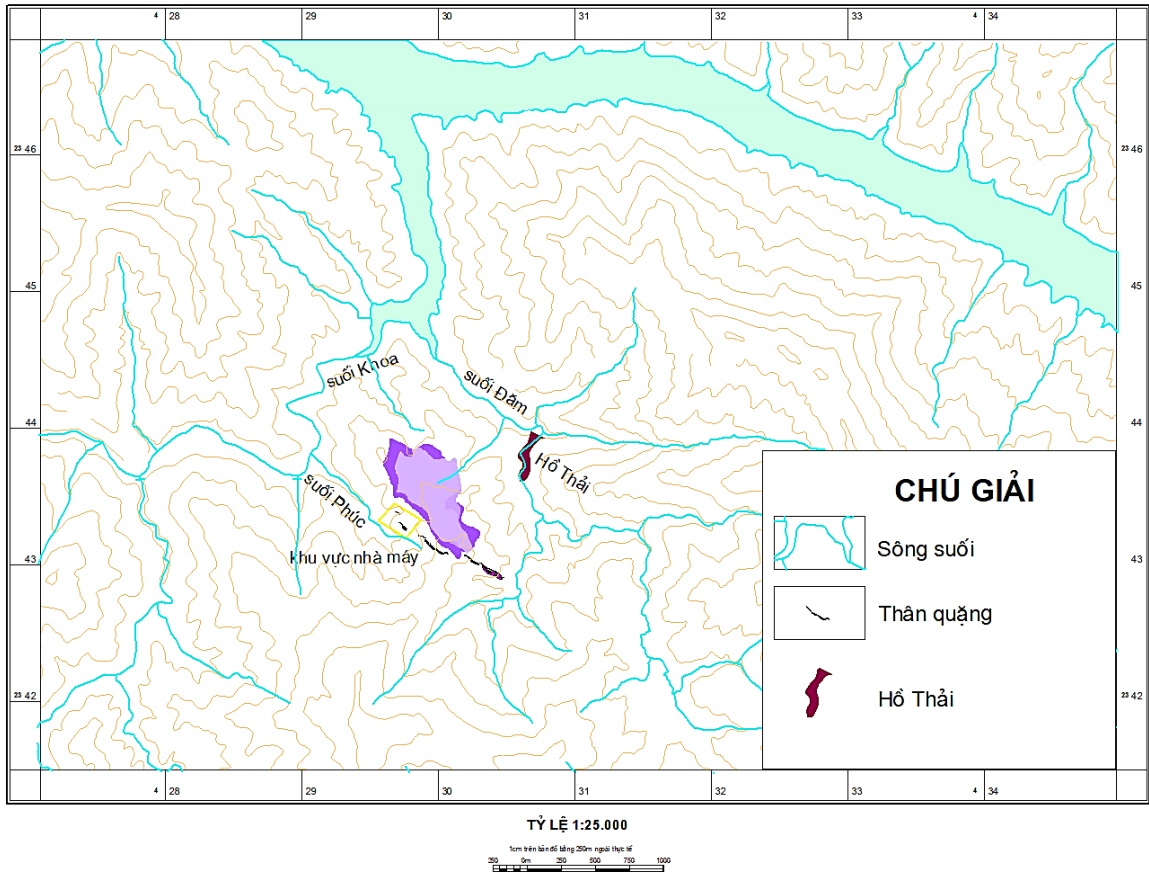 4 28 29 30 31 32 33 4 34
23 46 23 46
45 45
suối Khoa
suối Đăm
44 44
Hồ Thải
suối Phúc
khu vực nhà máy
43 43
23 42 23 42
CHÚ GIẢI
Sông suối
Thân quặng
Hồ Thải
4 28 29 30 31 32 33 4 34
TỶ LỆ 1:25.000
1cm trên bản đồ bằng 250m ngoài thực tế
250 0m 250 500 750 1000